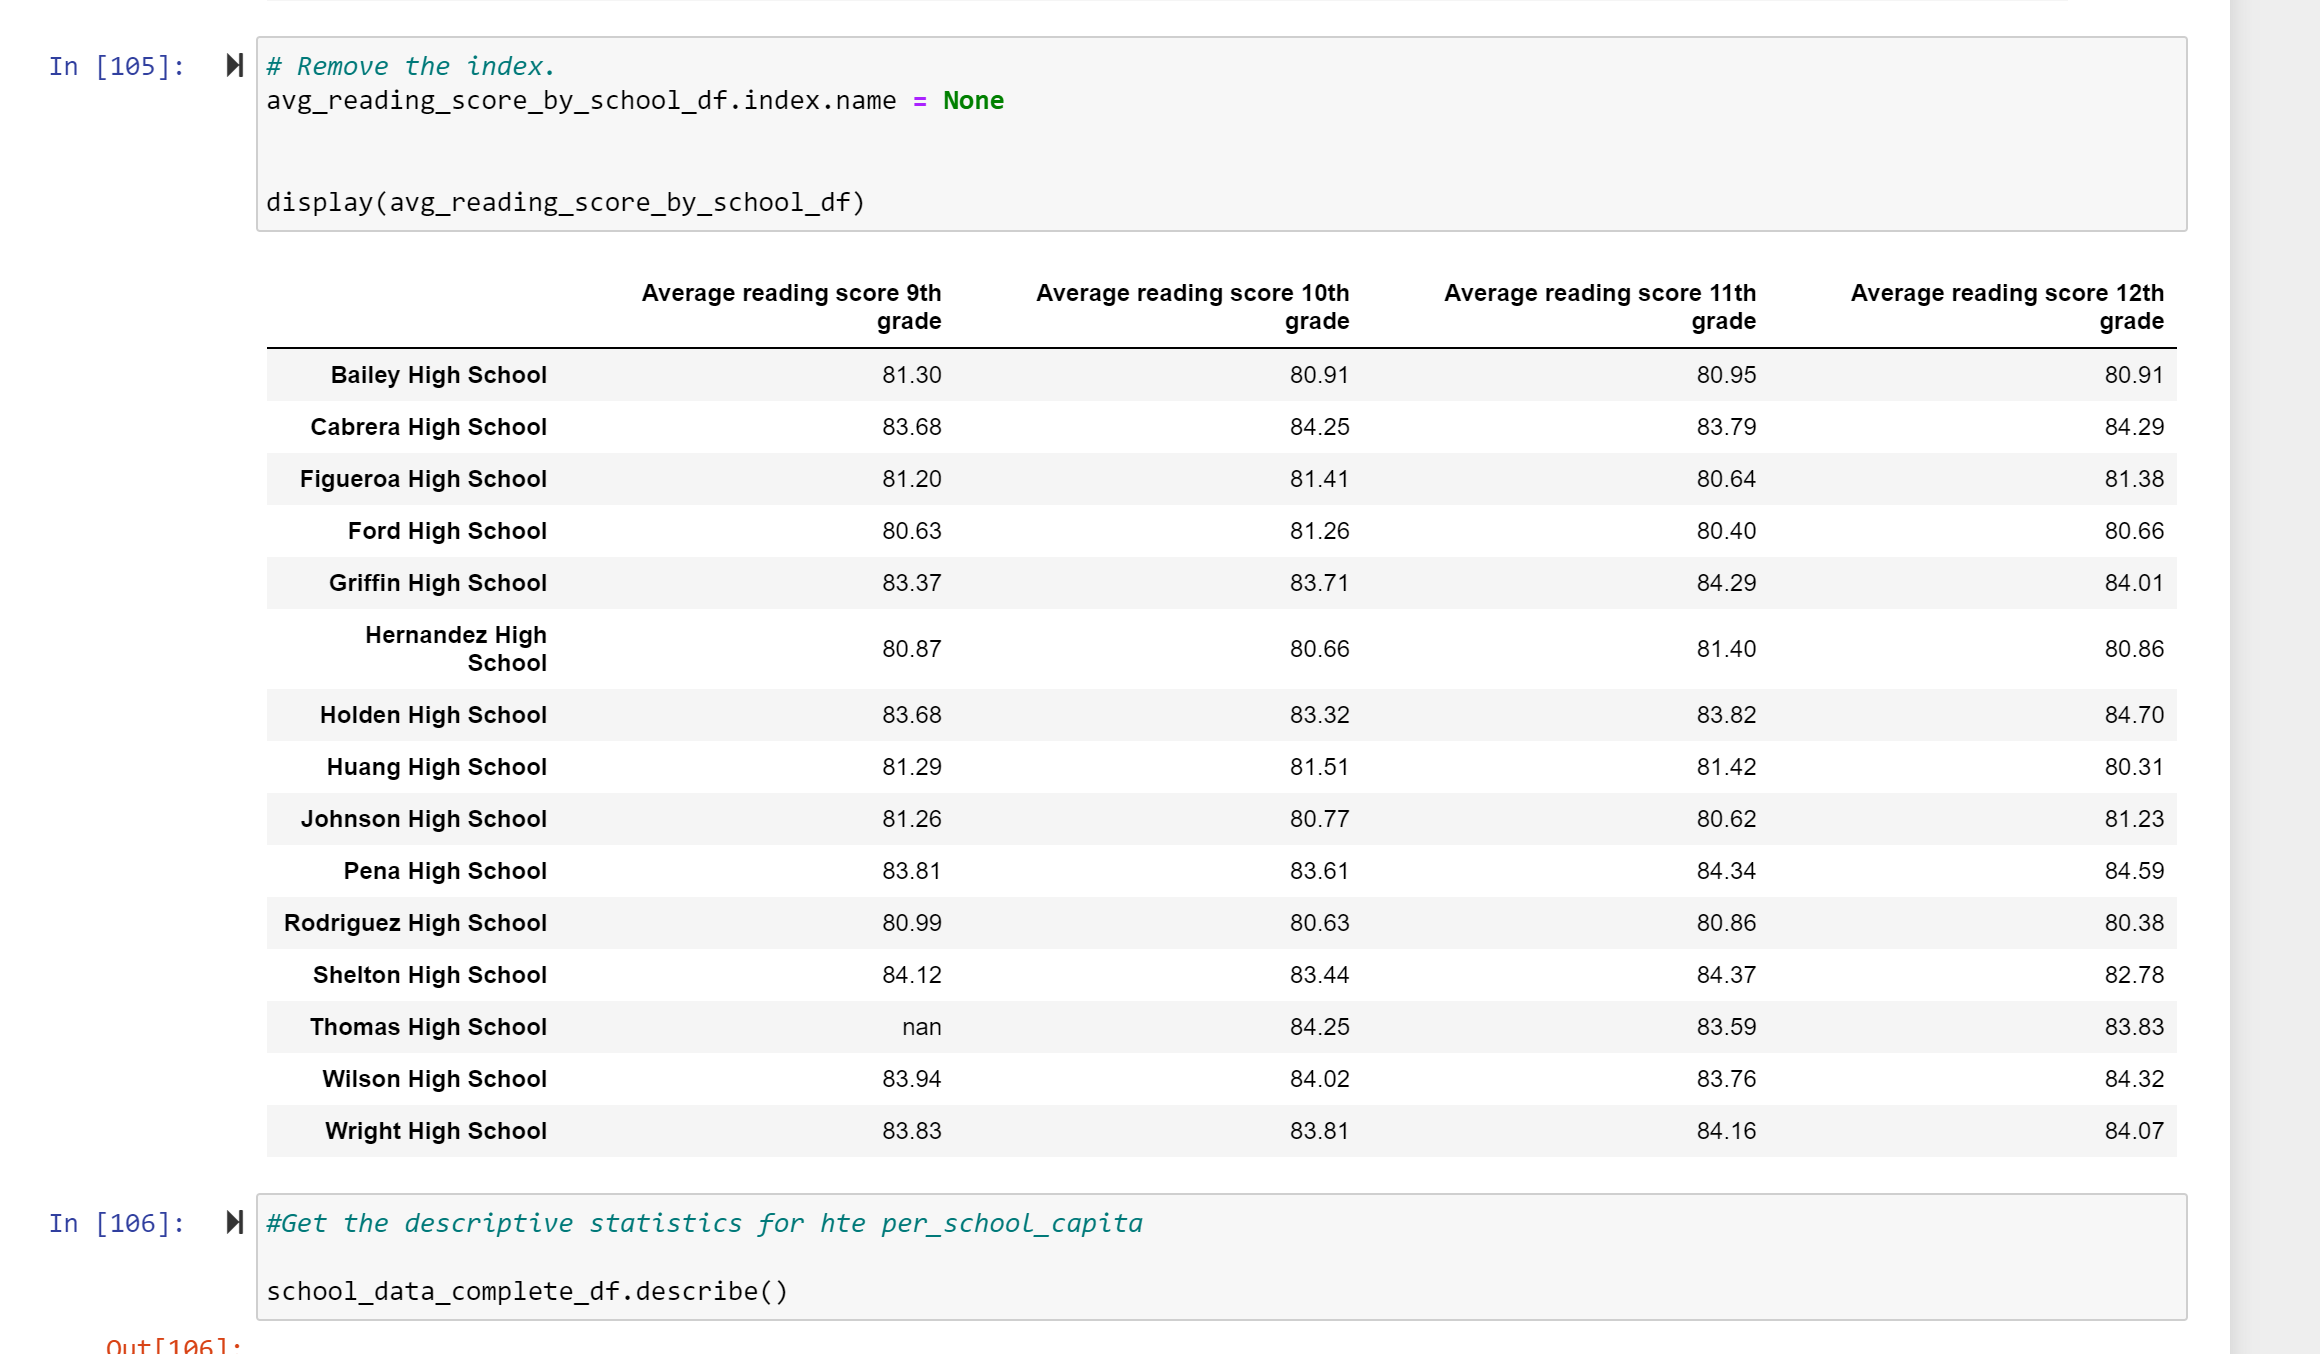 In [105]:
# Remove the index.
avg_reading_score_by_school_df.index.name = None
display(avg_reading_score_by_school_df)
Average reading score 9th grade Average reading score 10th grade Average reading score 11th grade Average reading score 12th grade
Bailey High School 81.30 80.91 80.95 80.91
Cabrera High School 83.68 84.25 83.79 84.29
Figueroa High School 81.20 81.41 80.64 81.38
Ford High School 80.63 81.26 80.40 80.66
Griffin High School 83.37 83.71 84.29 84.01
Hernandez High School 80.87 80.66 81.40 80.86
Holden High School 83.68 83.32 83.82 84.70
Huang High School 81.29 81.51 81.42 80.31
Johnson High School 81.26 80.77 80.62 81.23
Pena High School 83.81 83.61 84.34 84.59
Rodriguez High School 80.99 80.63 80.86 80.38
Shelton High School 84.12 83.44 84.37 82.78
Thomas High School nan 84.25 83.59 83.83
Wilson High School 83.94 84.02 83.76 84.32
Wright High School 83.83 83.81 84.16 84.07
In [106]:
#Get the descriptive statistics for hte per_school_capita
school_data_complete_df.describe()
Out[106]: